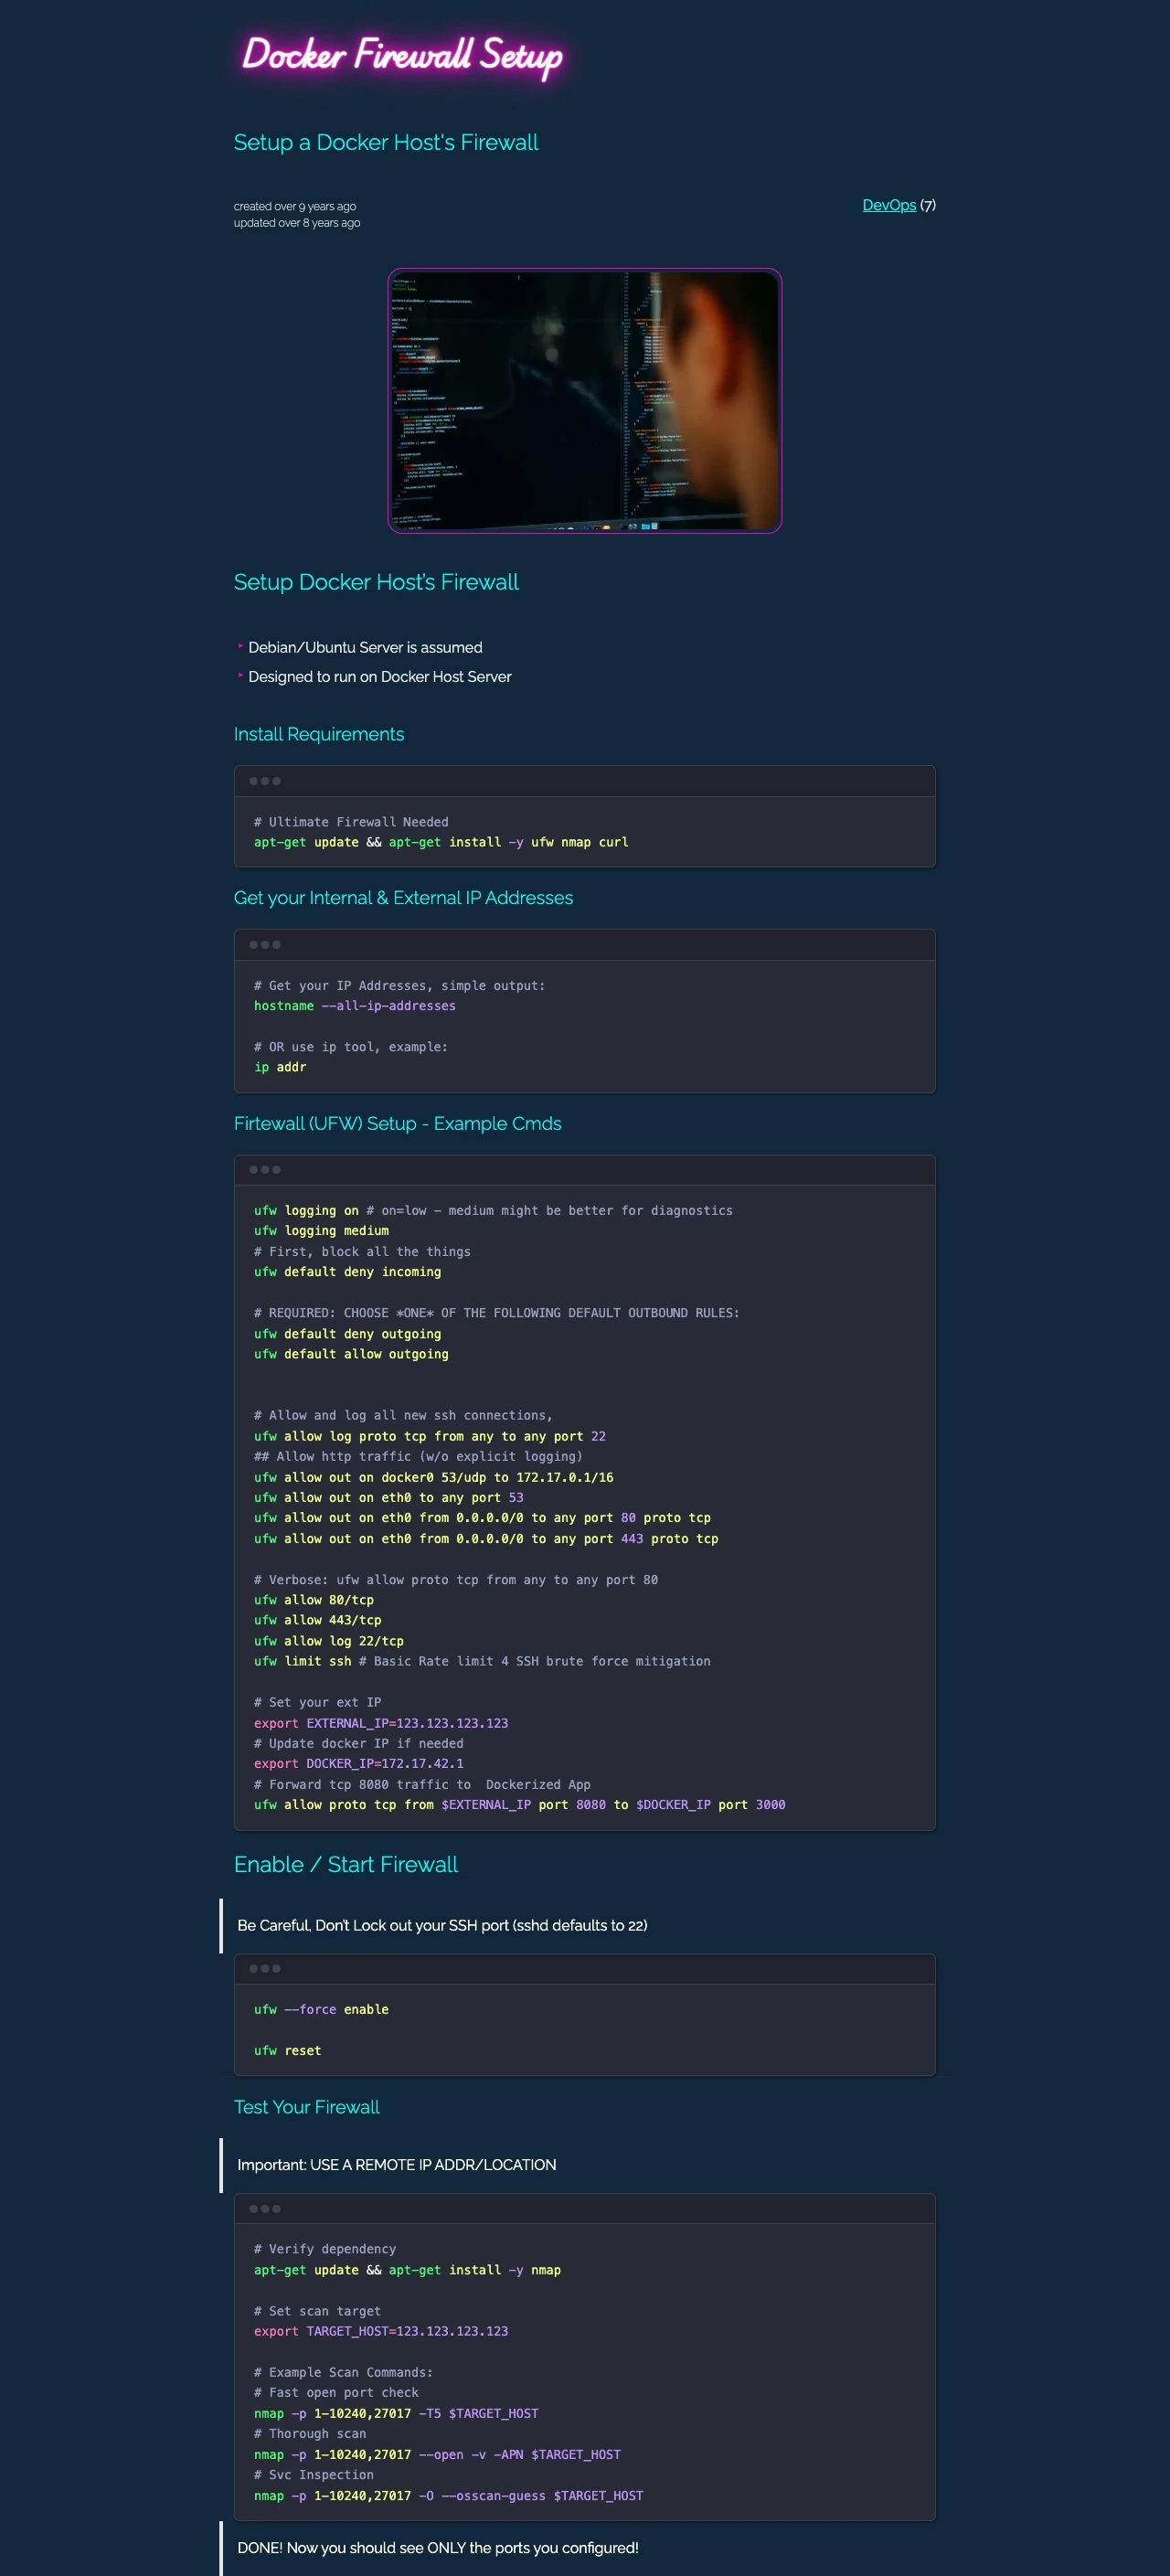 Docker Firewall Setup
Setup a Docker Host's Firewall
created over 9 years ago
updated over 8 years ago
DevOps (7)
Setup Docker Host’s Firewall
Debian/Ubuntu Server is assumed
Designed to run on Docker Host Server
Install Requirements
# Ultimate Firewall Needed
apt-get update && apt-get install -y ufw nmap curl
Get your Internal & External IP Addresses
# Get your IP Addresses, simple output:
hostname --all-ip-addresses
# OR use ip tool, example:
ip addr
Firtewall (UFW) Setup - Example Cmds
ufw logging on # on=low - medium might be better for diagnostics
ufw logging medium
# First, block all the things
ufw default deny incoming
# REQUIRED: CHOOSE *ONE* OF THE FOLLOWING DEFAULT OUTBOUND RULES:
ufw default deny outgoing
ufw default allow outgoing
# Allow and log all new ssh connections,
ufw allow log proto tcp from any to any port 22
## Allow http traffic (w/o explicit logging)
ufw allow out on docker0 53/udp to 172.17.0.1/16
ufw allow out on eth0 to any port 53
ufw allow out on eth0 from 0.0.0.0/0 to any port 80 proto tcp
ufw allow out on eth0 from 0.0.0.0/0 to any port 443 proto tcp
# Verbose: ufw allow proto tcp from any to any port 80
ufw allow 80/tcp
ufw allow 443/tcp
ufw allow log 22/tcp
ufw limit ssh # Basic Rate limit 4 SSH brute force mitigation
# Set your ext IP
export EXTERNAL_IP=123.123.123.123
# Update docker IP if needed
export DOCKER_IP=172.17.42.1
# Forward tcp 8080 traffic to  Dockerized App
ufw allow proto tcp from $EXTERNAL_IP port 8080 to $DOCKER_IP port 3000
Enable / Start Firewall
Be Careful, Don’t Lock out your SSH port (sshd defaults to 22)
ufw --force enable
ufw reset
Test Your Firewall
Important: USE A REMOTE IP ADDR/LOCATION
# Verify dependency
apt-get update && apt-get install -y nmap
# Set scan target
export TARGET_HOST=123.123.123.123
# Example Scan Commands:
# Fast open port check
nmap -p 1-10240,27017 -T5 $TARGET_HOST
# Thorough scan
nmap -p 1-10240,27017 --open -v -APN $TARGET_HOST
# Svc Inspection
nmap -p 1-10240,27017 -O --osscan-guess $TARGET_HOST
DONE! Now you should see ONLY the ports you configured!